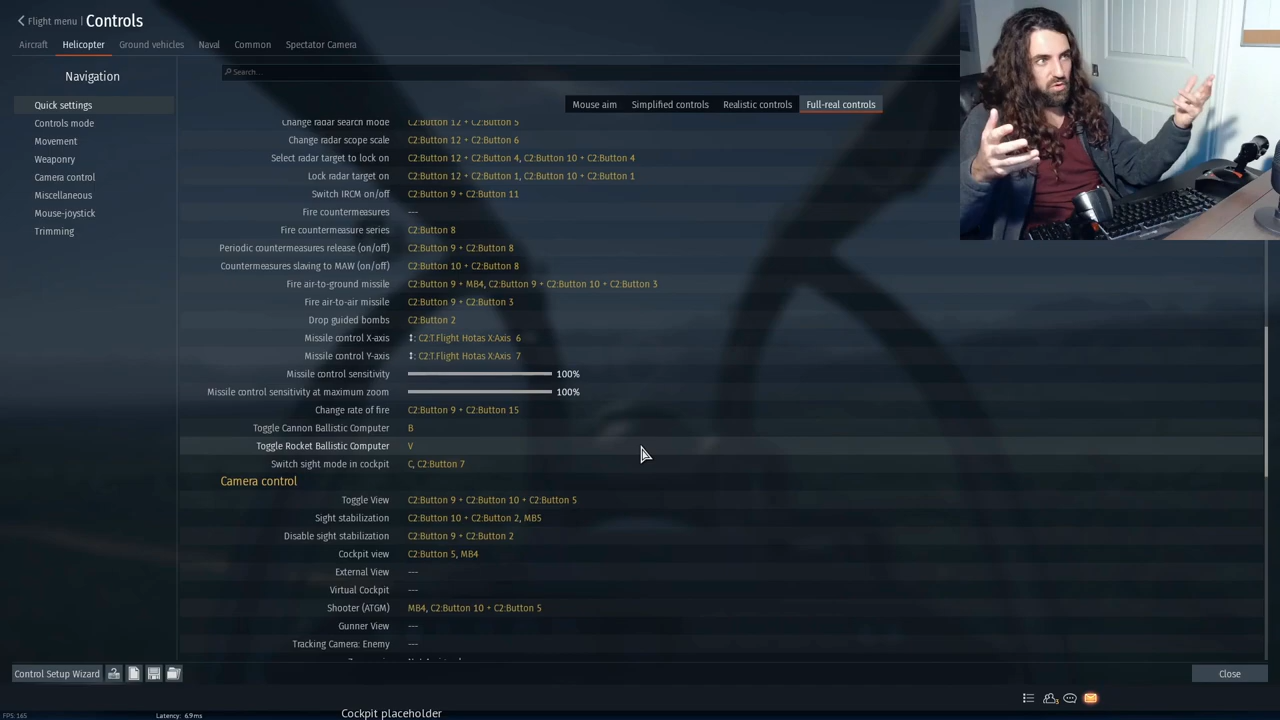 Flight menu | Controls
Aircraft Helicopter Ground vehicles Naval Common Spectator Camera
Navigation
Search...
Quick settings
Controls mode
Movement
Weaponry
Camera control
Miscellaneous
Mouse-joystick
Trimming
Mouse aim Simplified controls Realistic controls Full-real controls
Change radar search mode C2:Button 12 + C2:Button 5
Change radar scope scale C2:Button 12 + C2:Button 6
Select radar target to lock on C2:Button 12 + C2:Button 4, C2:Button 10 + C2:Button 4
Lock radar target on C2:Button 12 + C2:Button 1, C2:Button 10 + C2:Button 1
Switch IRCM on/off C2:Button 9 + C2:Button 11
Fire countermeasures ---
Fire countermeasure series C2:Button 8
Periodic countermeasures release (on/off) C2:Button 9 + C2:Button 8
Countermeasures slaving to MAW (on/off) C2:Button 10 + C2:Button 8
Fire air-to-ground missile C2:Button 9 + MB4, C2:Button 9 + C2:Button 10 + C2:Button 3
Fire air-to-air missile C2:Button 9 + C2:Button 3
Drop guided bombs C2:Button 2
Missile control X-axis ↕: C2:T.Flight Hotas X:Axis 6
Missile control Y-axis ↕: C2:T.Flight Hotas X:Axis 7
Missile control sensitivity 100%
Missile control sensitivity at maximum zoom 100%
Change rate of fire C2:Button 9 + C2:Button 15
Toggle Cannon Ballistic Computer B
Toggle Rocket Ballistic Computer V
Switch sight mode in cockpit C, C2:Button 7
Camera control
Toggle View C2:Button 9 + C2:Button 10 + C2:Button 5
Sight stabilization C2:Button 10 + C2:Button 2, MB5
Disable sight stabilization C2:Button 9 + C2:Button 2
Cockpit view C2:Button 5, MB4
External View ---
Virtual Cockpit ---
Shooter (ATGM) MB4, C2:Button 10 + C2:Button 5
Gunner View ---
Tracking Camera: Enemy ---
Control Setup Wizard Close
3
FPS: 165 Latency: 6.9ms Cockpit placeholder